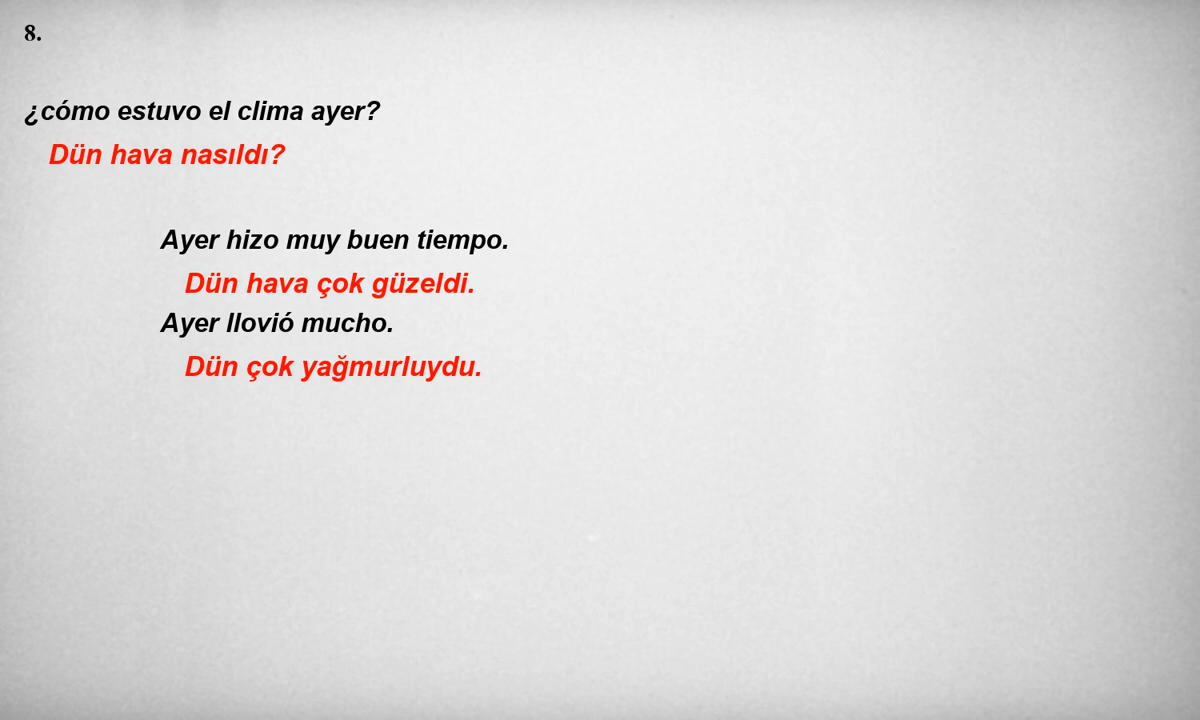 8.
¿cómo estuvo el clima ayer?
Dün hava nasıldı?
Ayer hizo muy buen tiempo.
Dün hava çok güzeldi.
Ayer llovió mucho.
Dün çok yağmurluydu.